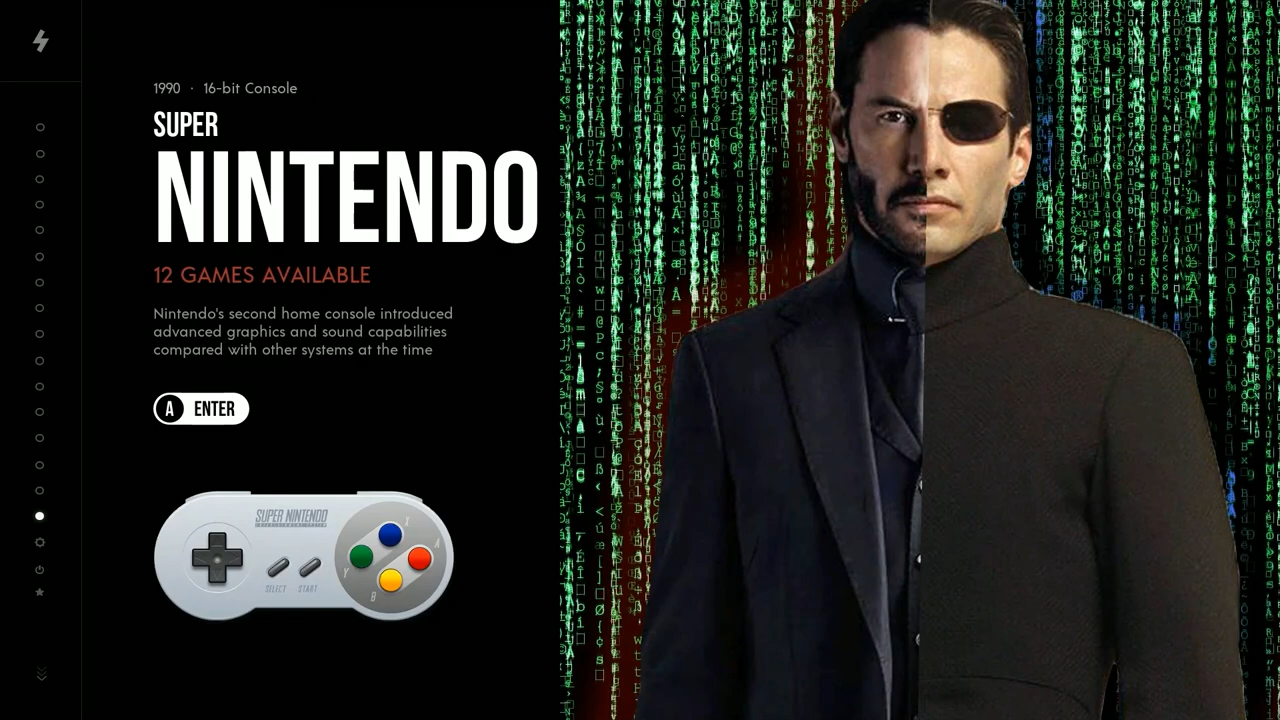 1990 · 16-bit Console
SUPER
NINTENDO
12 GAMES AVAILABLE
Nintendo's second home console introduced
advanced graphics and sound capabilities
compared with other systems at the time
A ENTER
SUPER NINTENDO
X
A
Y
B
SELECT START